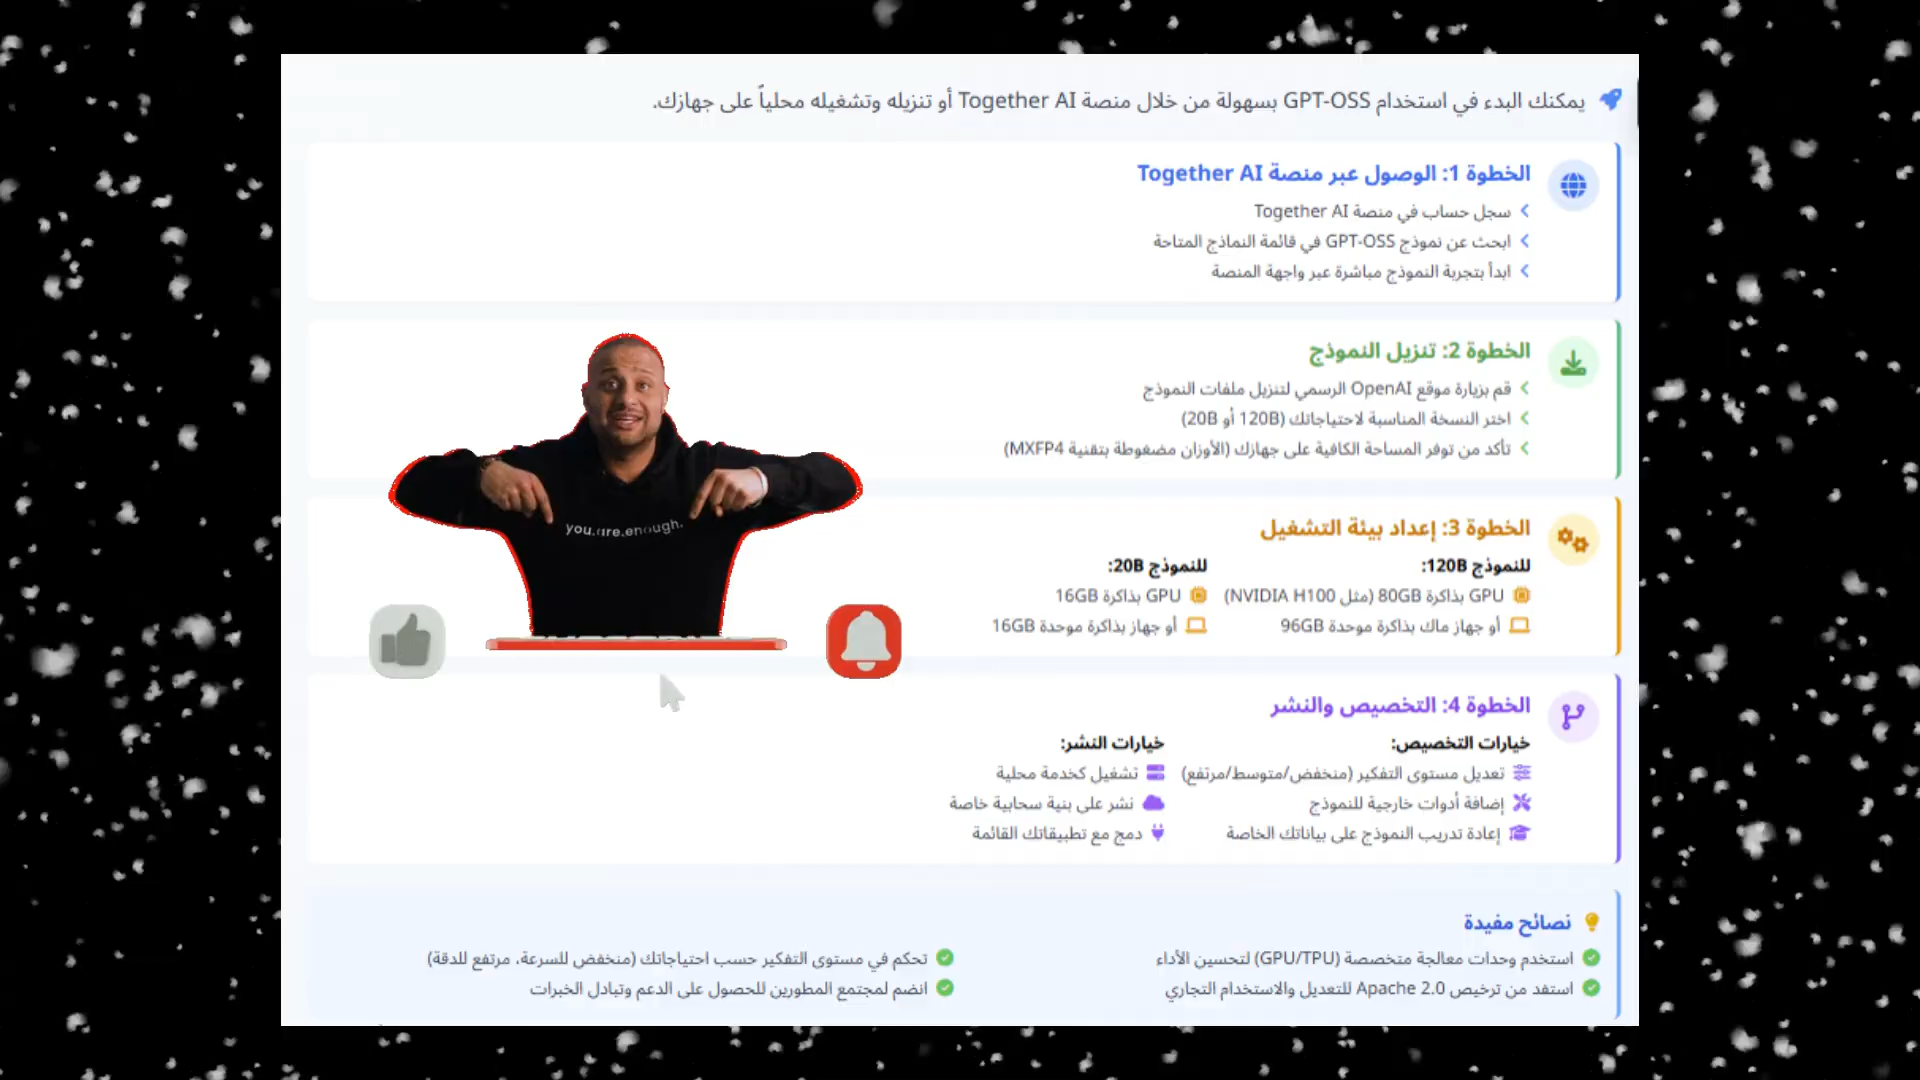 يمكنك البدء في استخدام GPT-OSS بسهولة من خلال منصة Together AI أو تنزيله وتشغيله محلياً على جهازك.
الخطوة 1: الوصول عبر منصة Together AI
سجل حساب في منصة Together AI
ابحث عن نموذج GPT-OSS في قائمة النماذج المتاحة
ابدأ بتجربة النموذج مباشرة عبر واجهة المنصة
الخطوة 2: تنزيل النموذج
قم بزيارة موقع OpenAI الرسمي لتنزيل ملفات النموذج
اختر النسخة المناسبة لاحتياجاتك (120B أو 20B)
تأكد من توفر المساحة الكافية على جهازك (الأوزان مضغوطة بتقنية MXFP4)
الخطوة 3: إعداد بيئة التشغيل
للنموذج 120B:
GPU بذاكرة 80GB (مثل NVIDIA H100)
أو جهاز ماك بذاكرة موحدة 96GB
للنموذج 20B:
GPU بذاكرة 16GB
أو جهاز بذاكرة موحدة 16GB
you.are.enough.
الخطوة 4: التخصيص والنشر
خيارات التخصيص:
تعديل مستوى التفكير (منخفض/متوسط/مرتفع)
إضافة أدوات خارجية للنموذج
إعادة تدريب النموذج على بياناتك الخاصة
خيارات النشر:
تشغيل كخدمة محلية
نشر على بنية سحابية خاصة
دمج مع تطبيقاتك القائمة
نصائح مفيدة
استخدم وحدات معالجة متخصصة (GPU/TPU) لتحسين الأداء
استفد من ترخيص Apache 2.0 للتعديل والاستخدام التجاري
تحكم في مستوى التفكير حسب احتياجاتك (منخفض للسرعة، مرتفع للدقة)
انضم لمجتمع المطورين للحصول على الدعم وتبادل الخبرات